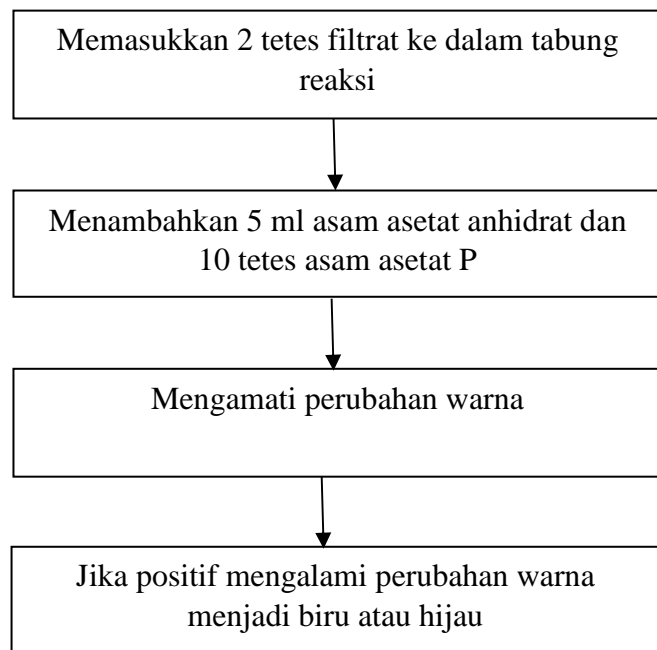 Memasukkan 2 tetes filtrat ke dalam tabung
reaksi
Menambahkan 5 ml asam asetat anhidrat dan
10 tetes asam asetat P
Mengamati perubahan warna
Jika positif mengalami perubahan warna
menjadi biru atau hijau